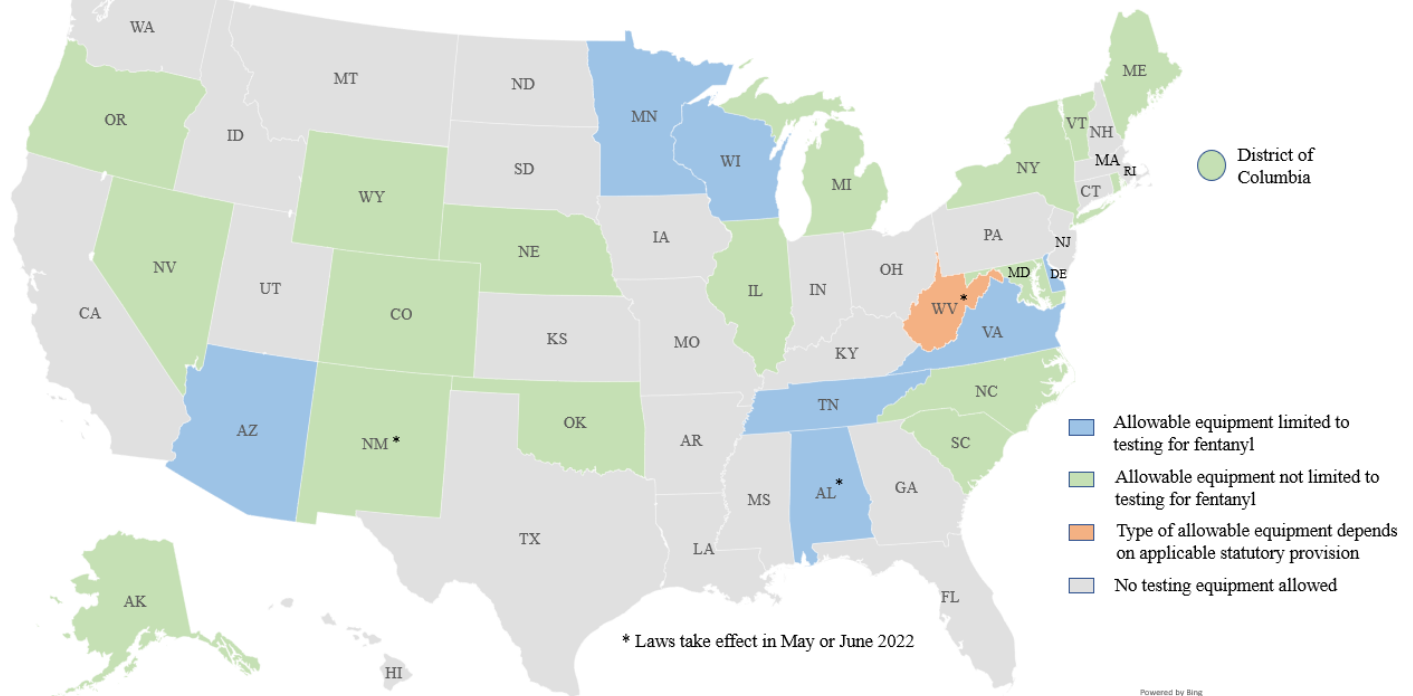 WA
MT
ND
MN
ME
OR
ID
SD
WI
MI
VT
NH
NY
MA
RI
CT
District of
Columbia
WY
NE
IA
PA
NJ
NV
UT
CO
IL
IN
OH
MD
DE
CA
KS
MO
WV *
VA
KY
AZ
NM *
OK
TN
NC
AR
SC
MS
AL *
GA
TX
LA
FL
AK
HI
Allowable equipment limited to
testing for fentanyl
Allowable equipment not limited to
testing for fentanyl
Type of allowable equipment depends
on applicable statutory provision
No testing equipment allowed
* Laws take effect in May or June 2022
Powered by Bing